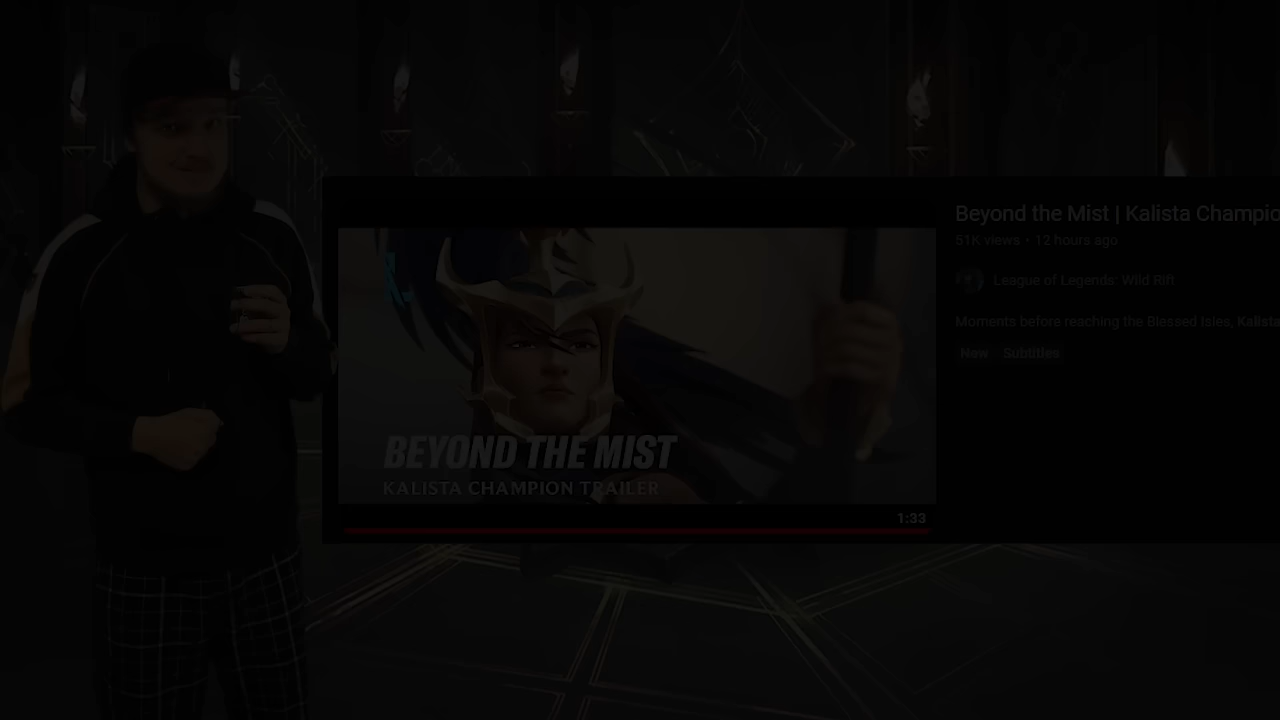 Beyond the Mist | Kalista Champio
51K views • 12 hours ago
League of Legends: Wild Rift
Moments before reaching the Blessed Isles, Kalista
New Subtitles
BEYOND THE MIST
KALISTA CHAMPION TRAILER
1:33